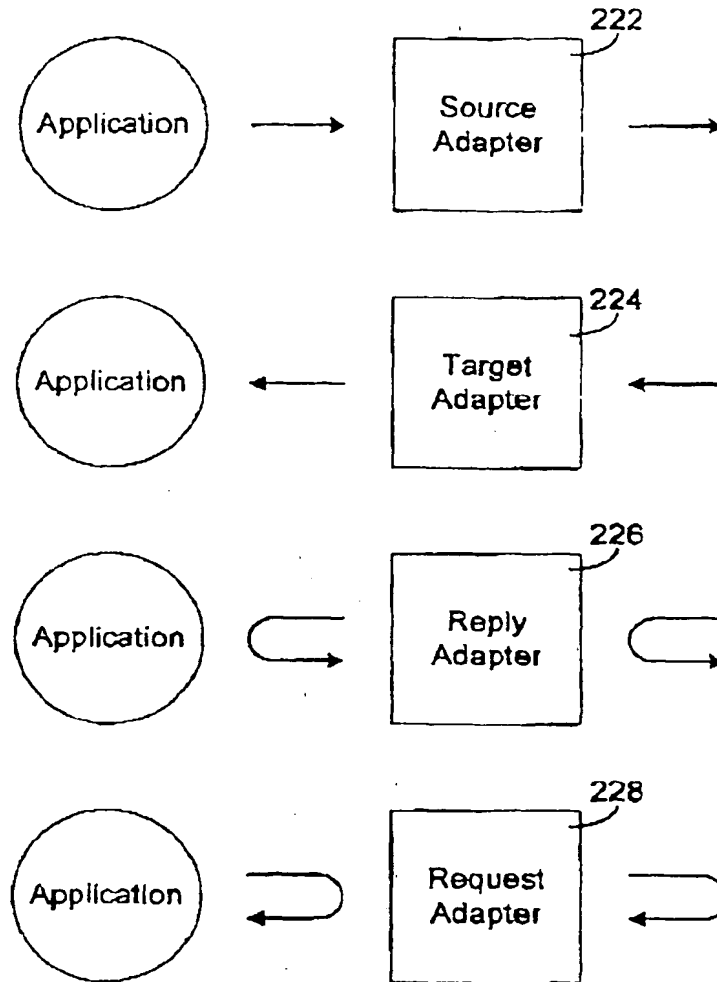 222
Application
Source
Adapter
224
Application
Target
Adapter
226
Application
Reply
Adapter
228
Application
Request
Adapter